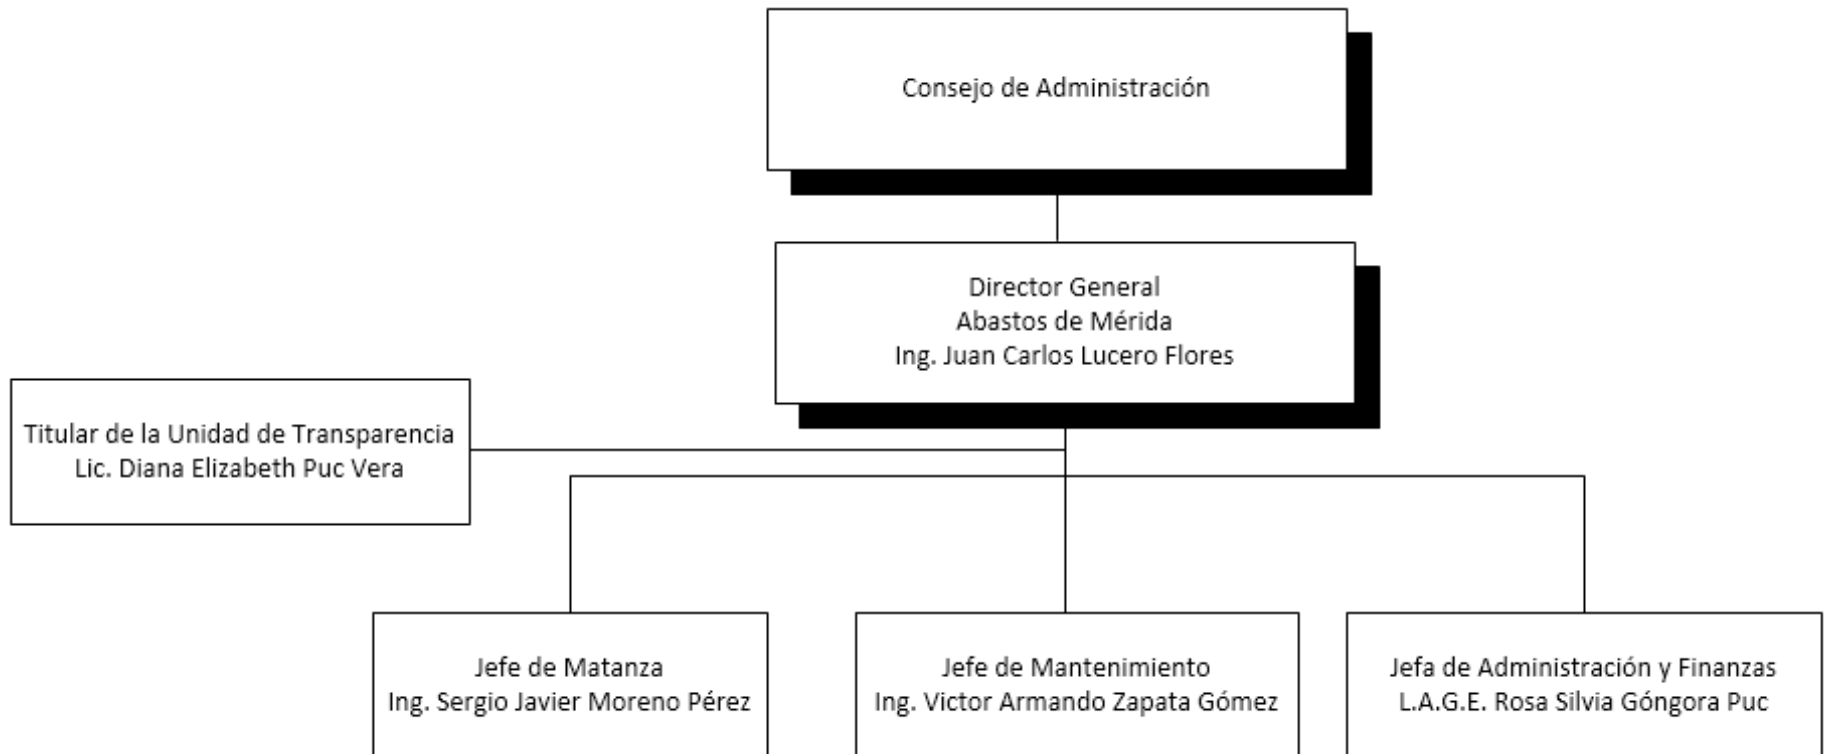 Consejo de Administración
Director General
Abastos de Mérida
Ing. Juan Carlos Lucero Flores
Titular de la Unidad de Transparencia
Lic. Diana Elizabeth Puc Vera
Jefe de Matanza
Ing. Sergio Javier Moreno Pérez
Jefe de Mantenimiento
Ing. Victor Armando Zapata Gómez
Jefa de Administración y Finanzas
L.A.G.E. Rosa Silvia Góngora Puc